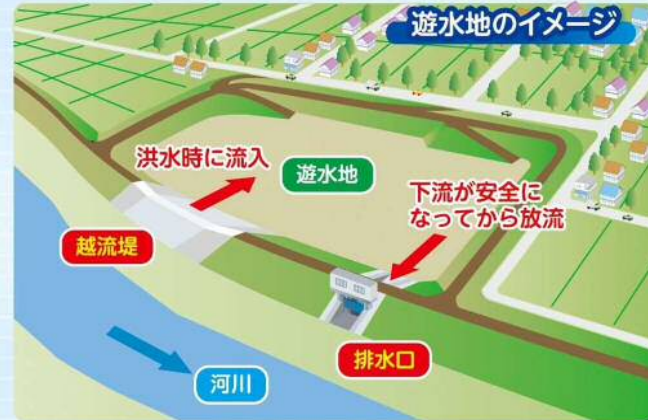 遊水地のイメージ
洪水時に流入
遊水地
下流が安全に
なってから放流
越流堤
排水口
河川